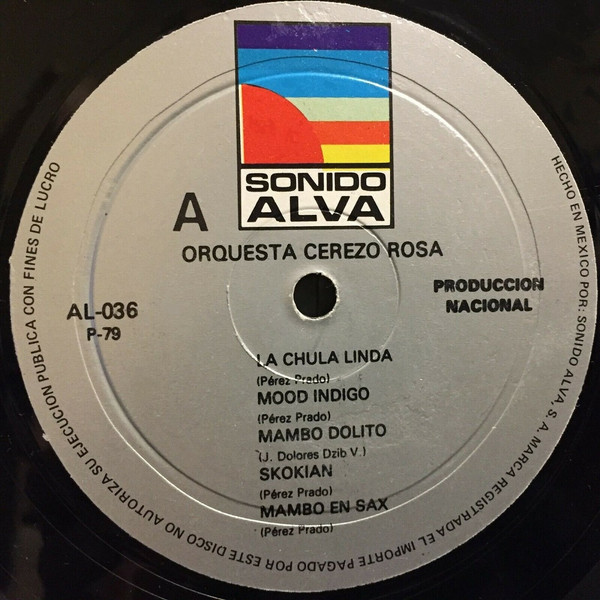 SONIDO
ALVA
A
ORQUESTA CEREZO ROSA
AL-036
P-79
PRODUCCION
NACIONAL
LA CHULA LINDA
(Pérez Prado)
MOOD INDIGO
(Pérez Prado)
MAMBO DOLITO
(J. Dolores Dzib V.)
SKOKIAN
(Pérez Prado)
MAMBO EN SAX
(Pérez Prado)
HECHO EN MEXICO POR: SONIDO ALVA, S. A. MARCA REGISTRADA EL IMPORTE PAGADO POR ESTE DISCO NO AUTORIZA SU EJECUCION PUBLICA CON FINES DE LUCRO